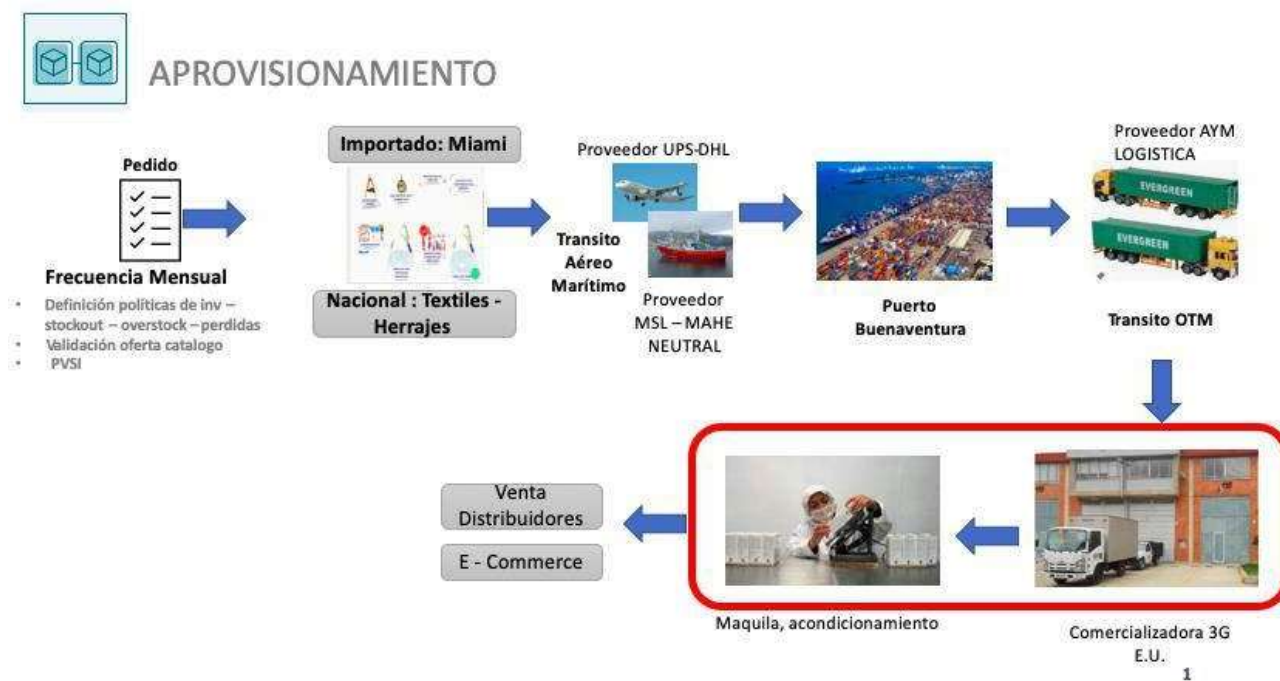 APROVISIONAMIENTO
Pedido
Frecuencia Mensual
• Definición políticas de inv –
stockout – overstock – perdidas
• Validación oferta catalogo
• PVSI
Importado: Miami
Nacional : Textiles -
Herrajes
Proveedor UPS-DHL
Transito
Aéreo
Marítimo
Proveedor
MSL – MAHE
NEUTRAL
Puerto
Buenaventura
Proveedor AYM
LOGISTICA
EVERGREEN
EVERGREEN
Transito OTM
Venta
Distribuidores
E - Commerce
Maquila, acondicionamiento
Comercializadora 3G
E.U.
1